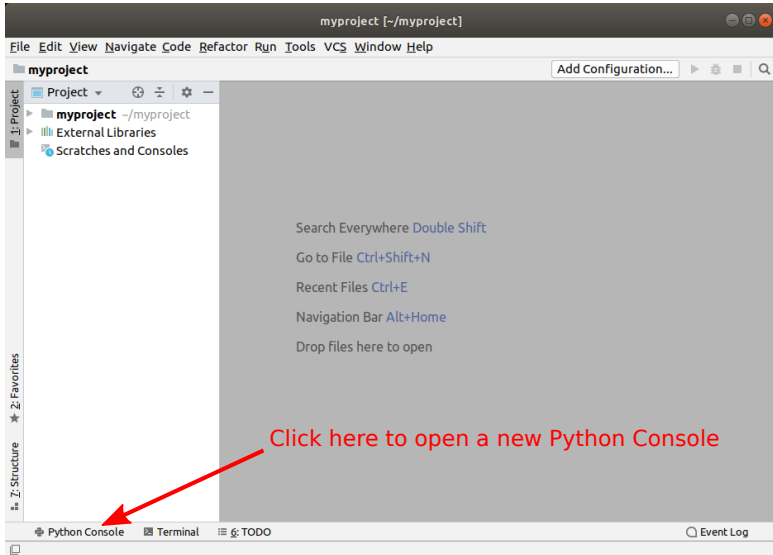 myproject [~/myproject]
File Edit View Navigate Code Refactor Run Tools VCS Window Help
myproject
Add Configuration...
1: Project
Project
myproject ~/myproject
External Libraries
Scratches and Consoles
Search Everywhere Double Shift
Go to File Ctrl+Shift+N
Recent Files Ctrl+E
Navigation Bar Alt+Home
Drop files here to open
2: Favorites
Click here to open a new Python Console
7: Structure
Python Console Terminal 6: TODO Event Log